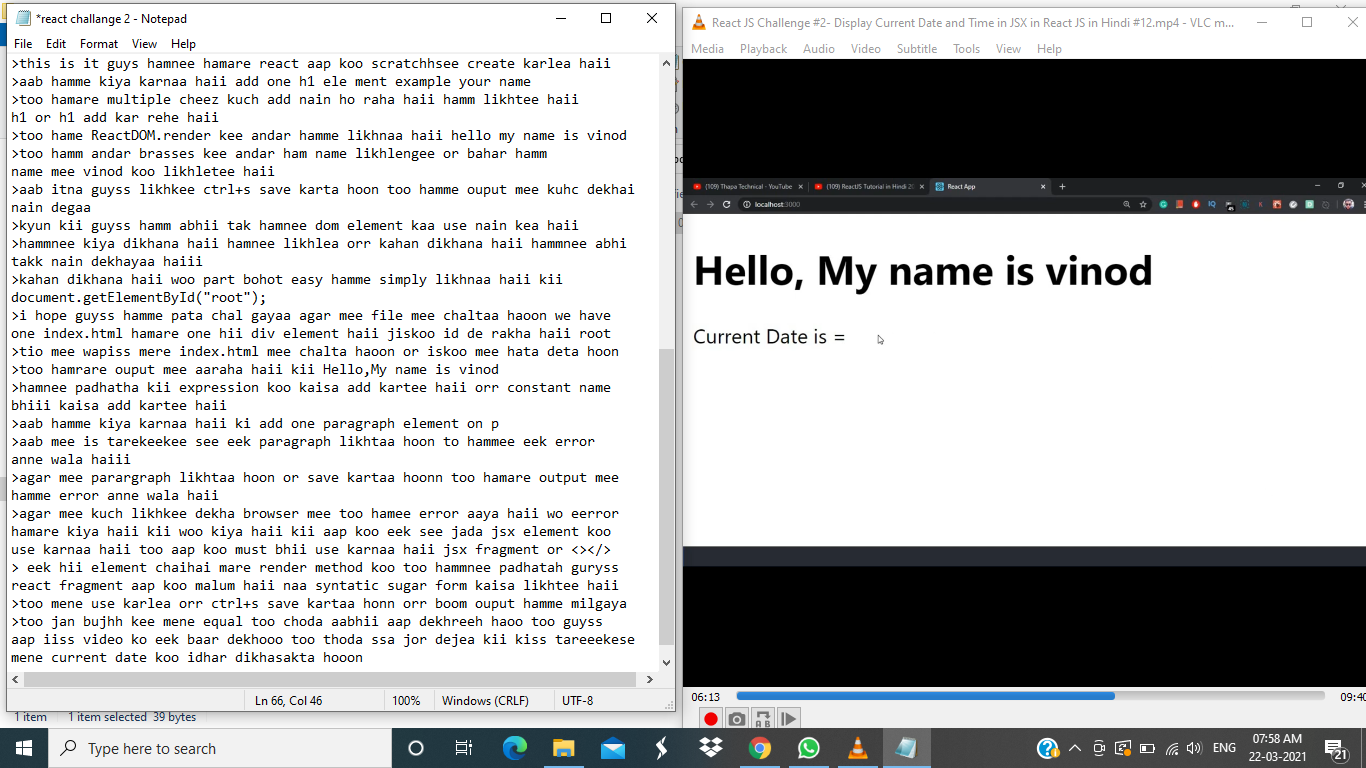 *react challange 2 - Notepad
File Edit Format View Help
>this is it guys hamnee hamare react aap koo scratchhsee create karlea haii
>aab hamme kiya karnaa haii add one h1 ele ment example your name
>too hamare multiple cheez kuch add nain ho raha haii hamm likhtee haii
h1 or h1 add kar rehe haii
>too hame ReactDOM.render kee andar hamme likhnaa haii hello my name is vinod
>too hamm andar brasses kee andar ham name likhlengee or bahar hamm
name mee vinod koo likhletee haii
>aab itna guyss likhkee ctrl+s save karta hoon too hamme ouput mee kuhc dekhai
nain degaa
>kyun kii guyss hamm abhii tak hamnee dom element kaa use nain kea haii
>hammnee kiya dikhana haii hamnee likhlea orr kahan dikhana haii hammnee abhi
takk nain dekhayaa haiii
>kahan dikhana haii woo part bohot easy hamme simply likhnaa haii kii
document.getElementById("root");
>i hope guyss hamme pata chal gayaa agar mee file mee chaltaa haoon we have
one index.html hamare one hii div element haii jiskoo id de rakha haii root
>tio mee wapiss mere index.html mee chalta haoon or iskoo mee hata deta hoon
>too hamrare ouput mee aaraha haii kii Hello,My name is vinod
>hamnee padhatha kii expression koo kaisa add kartee haii orr constant name
bhiii kaisa add kartee haii
>aab hamme kiya karnaa haii ki add one paragraph element on p
>aab mee is tarekeekee see eek paragraph likhtaa hoon to hammee eek error
anne wala haiii
>agar mee parargraph likhtaa hoon or save kartaa hoonn too hamare output mee
hamme error anne wala haii
>agar mee kuch likhkee dekha browser mee too hamee error aaya haii wo eerror
hamare kiya haii kii woo kiya haii kii aap koo eek see jada jsx element koo
use karnaa haii too aap koo must bhii use karnaa haii jsx fragment or <></>
> eek hii element chaihai mare render method koo too hammnee padhatah guryss
react fragment aap koo malum haii naa syntatic sugar form kaisa likhtee haii
>too mene use karlea orr ctrl+s save kartaa honn orr boom ouput hamme milgaya
>too jan bujhh kee mene equal too choda aabhii aap dekhreeh haoo too guyss
aap iiss video ko eek baar dekhooo too thoda ssa jor dejea kii kiss tareeekese
mene current date koo idhar dikhasakta hooon
Ln 66, Col 46 100% Windows (CRLF) UTF-8
1 item 1 item selected 39 bytes
React JS Challenge #2- Display Current Date and Time in JSX in React JS in Hindi #12.mp4 - VLC m...
Media Playback Audio Video Subtitle Tools View Help
(109) Thapa Technical - YouTube (109) ReactJS Tutorial in Hindi 2 React App
localhost:3000
Hello, My name is vinod
Current Date is =
06:13 09:40
Type here to search
ENG
07:58 AM
22-03-2021
21